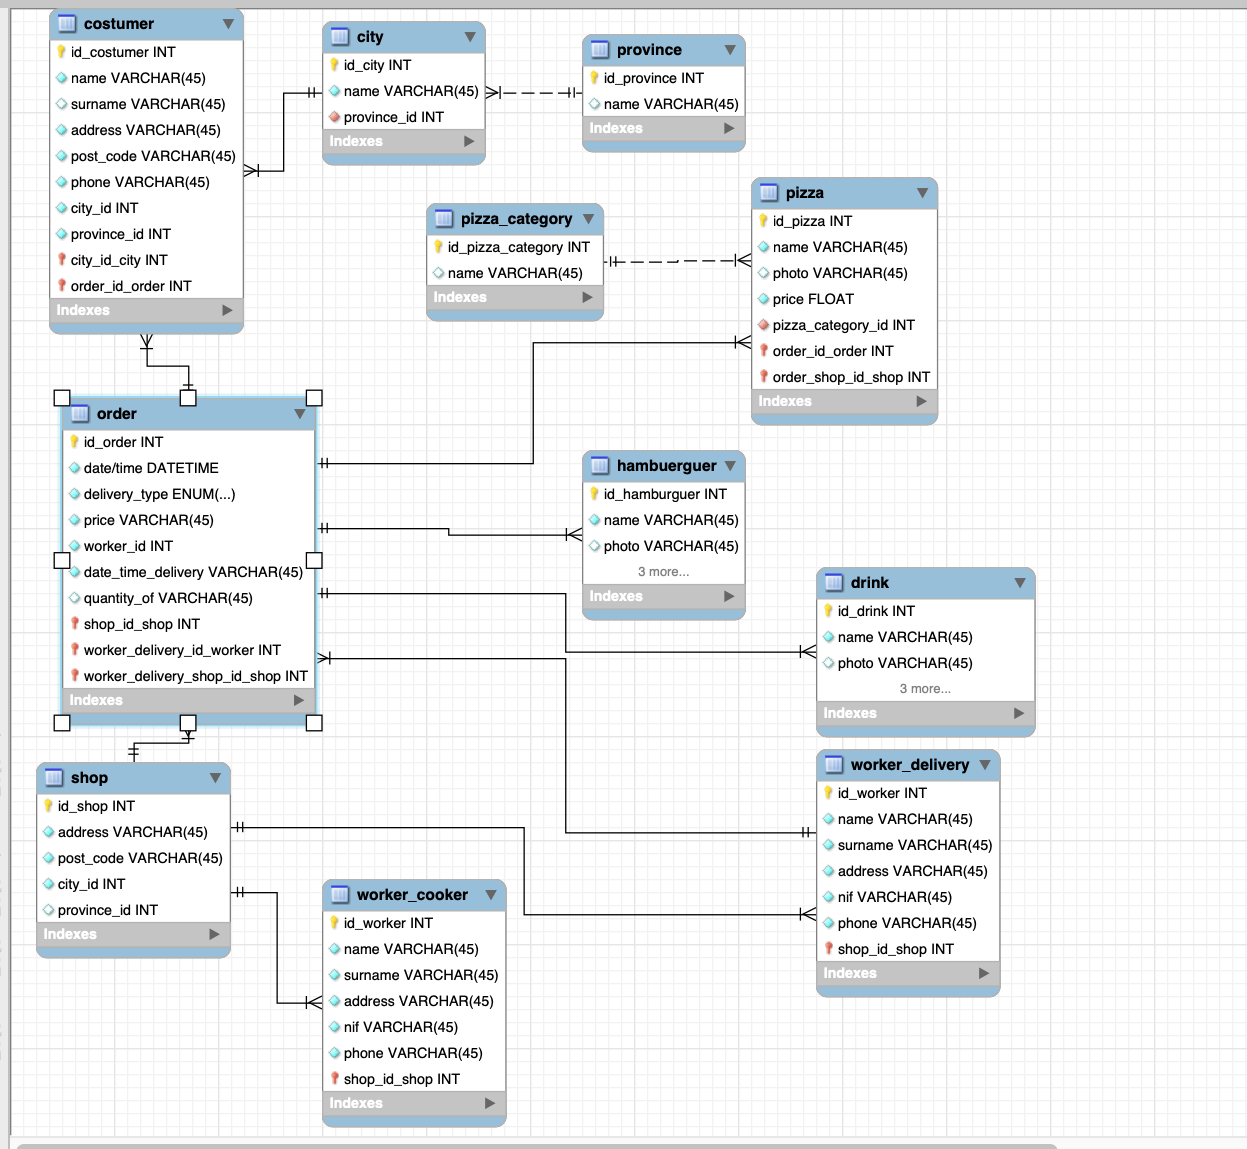 costumer
id_costumer INT
name VARCHAR(45)
surname VARCHAR(45)
address VARCHAR(45)
post_code VARCHAR(45)
phone VARCHAR(45)
city_id INT
province_id INT
city_id_city INT
order_id_order INT
Indexes
city
id_city INT
name VARCHAR(45)
province_id INT
Indexes
province
id_province INT
name VARCHAR(45)
Indexes
pizza_category
id_pizza_category INT
name VARCHAR(45)
Indexes
pizza
id_pizza INT
name VARCHAR(45)
photo VARCHAR(45)
price FLOAT
pizza_category_id INT
order_id_order INT
order_shop_id_shop INT
Indexes
order
id_order INT
date/time DATETIME
delivery_type ENUM(...)
price VARCHAR(45)
worker_id INT
date_time_delivery VARCHAR(45)
quantity_of VARCHAR(45)
shop_id_shop INT
worker_delivery_id_worker INT
worker_delivery_shop_id_shop INT
Indexes
hambuerguer
id_hamburguer INT
name VARCHAR(45)
photo VARCHAR(45)
3 more...
Indexes
drink
id_drink INT
name VARCHAR(45)
photo VARCHAR(45)
3 more...
Indexes
shop
id_shop INT
address VARCHAR(45)
post_code VARCHAR(45)
city_id INT
province_id INT
Indexes
worker_cooker
id_worker INT
name VARCHAR(45)
surname VARCHAR(45)
address VARCHAR(45)
nif VARCHAR(45)
phone VARCHAR(45)
shop_id_shop INT
Indexes
worker_delivery
id_worker INT
name VARCHAR(45)
surname VARCHAR(45)
address VARCHAR(45)
nif VARCHAR(45)
phone VARCHAR(45)
shop_id_shop INT
Indexes